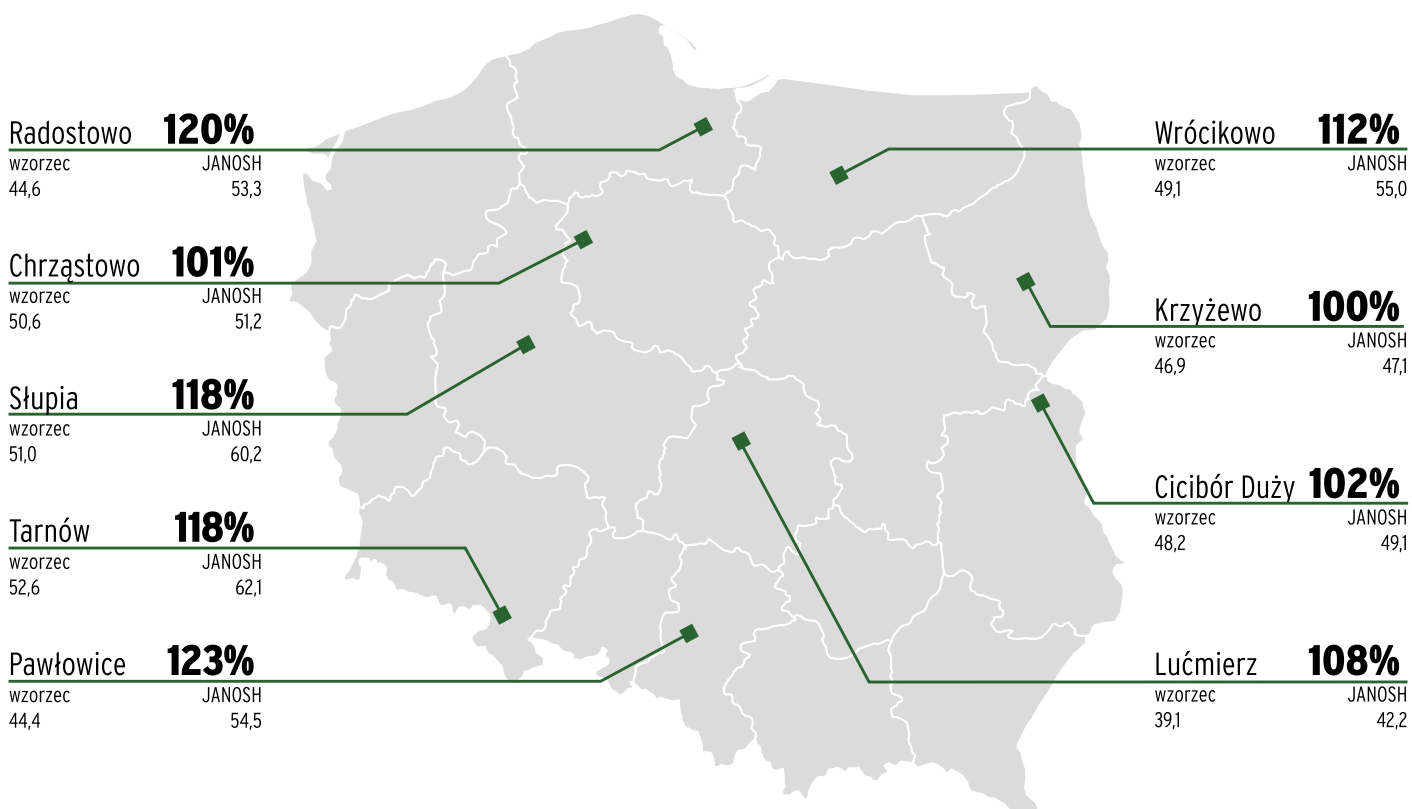 Radostowo 120%
wzorzec JANOSH
44,6 53,3
Chrząstowo 101%
wzorzec JANOSH
50,6 51,2
Słupia 118%
wzorzec JANOSH
51,0 60,2
Tarnów 118%
wzorzec JANOSH
52,6 62,1
Pawłowice 123%
wzorzec JANOSH
44,4 54,5
Wrócikowo 112%
wzorzec JANOSH
49,1 55,0
Krzyżewo 100%
wzorzec JANOSH
46,9 47,1
Cicibór Duży 102%
wzorzec JANOSH
48,2 49,1
Lućmierz 108%
wzorzec JANOSH
39,1 42,2